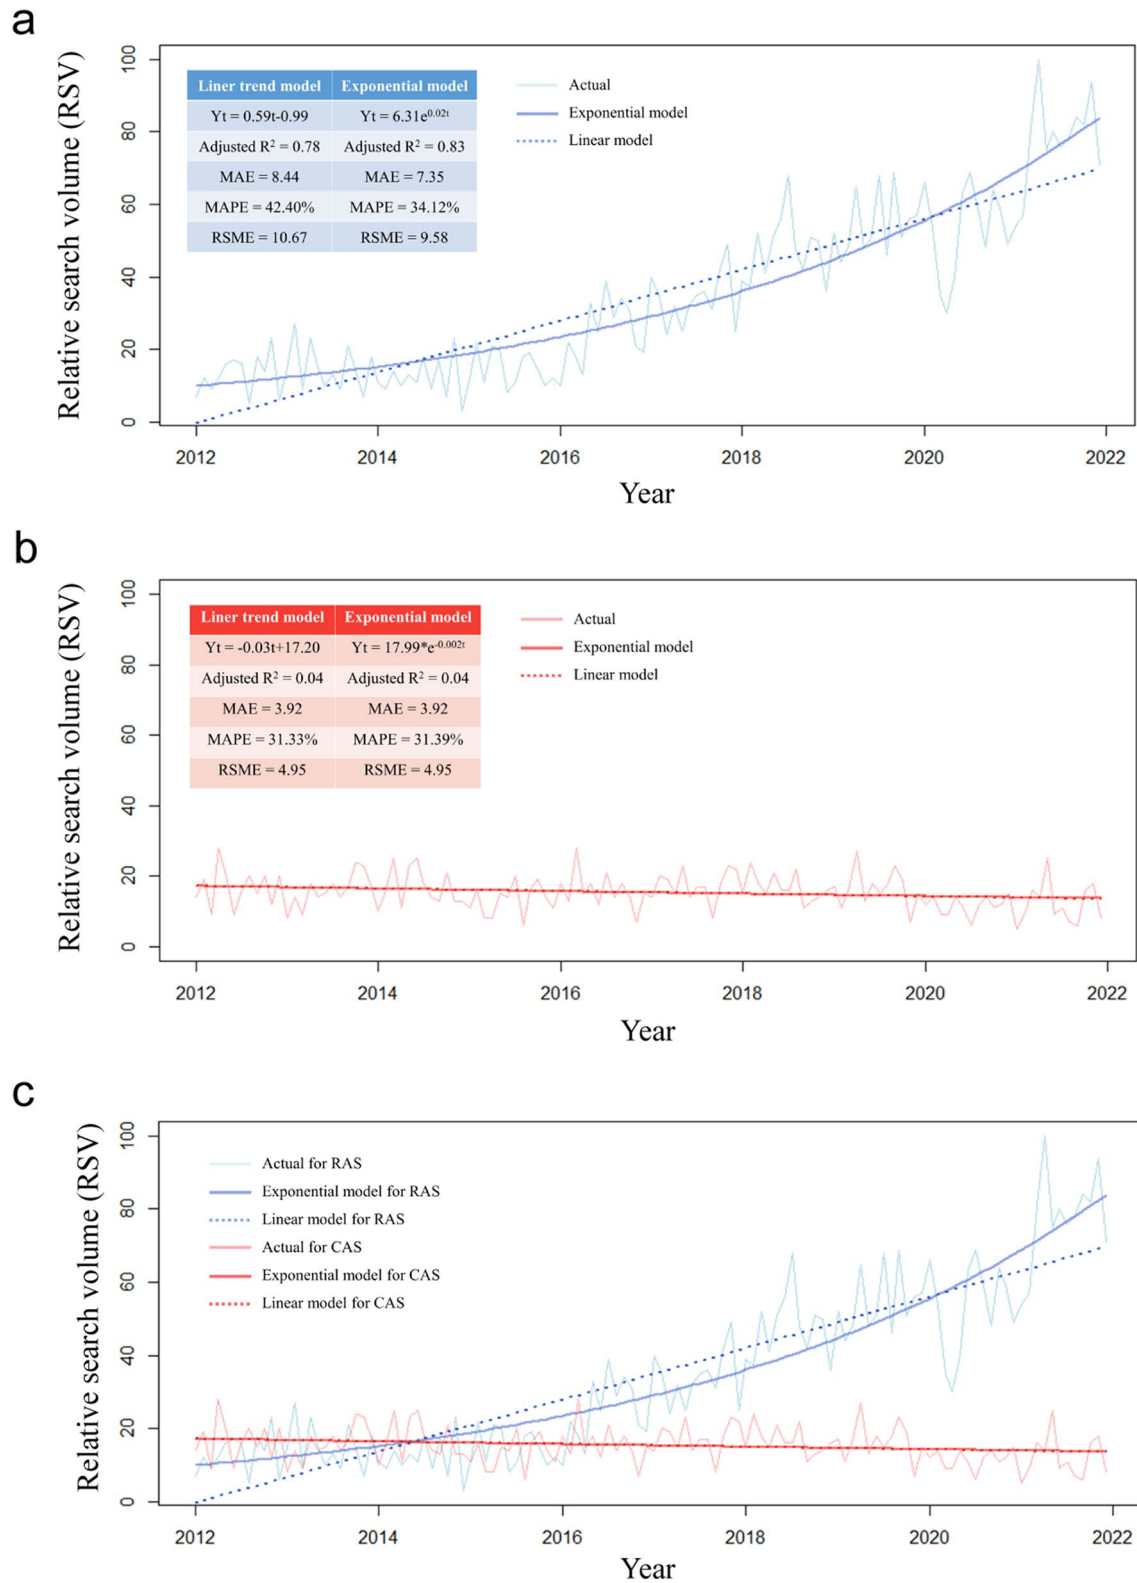 a
Relative search volume (RSV)
100
80
60
40
20
0
Liner trend model Exponential model
Yt = 0.59t-0.99 Yt = 6.31e0.02t
Adjusted R2 = 0.78 Adjusted R2 = 0.83
MAE = 8.44 MAE = 7.35
MAPE = 42.40% MAPE = 34.12%
RSME = 10.67 RSME = 9.58
Actual
Exponential model
Linear model
2012 2014 2016 2018 2020 2022
Year
b
Relative search volume (RSV)
100
80
60
40
20
0
Liner trend model Exponential model
Yt = -0.03t+17.20 Yt = 17.99*e-0.002t
Adjusted R2 = 0.04 Adjusted R2 = 0.04
MAE = 3.92 MAE = 3.92
MAPE = 31.33% MAPE = 31.39%
RSME = 4.95 RSME = 4.95
Actual
Exponential model
Linear model
2012 2014 2016 2018 2020 2022
Year
c
Relative search volume (RSV)
100
80
60
40
20
0
Actual for RAS
Exponential model for RAS
Linear model for RAS
Actual for CAS
Exponential model for CAS
Linear model for CAS
2012 2014 2016 2018 2020 2022
Year